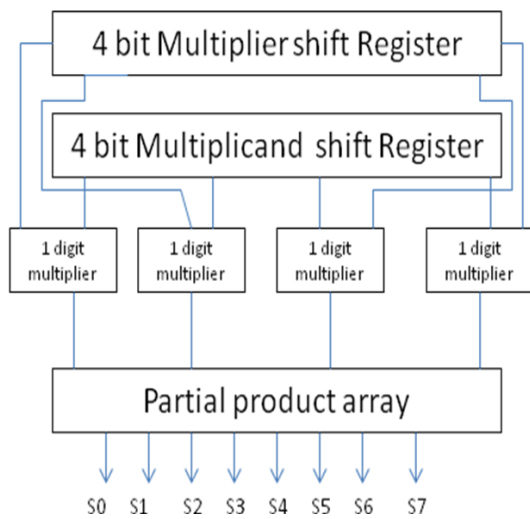 4 bit Multiplier shift Register
4 bit Multiplicand shift Register
1 digit multiplier
1 digit multiplier
1 digit multiplier
1 digit multiplier
Partial product array
S0 S1 S2 S3 S4 S5 S6 S7